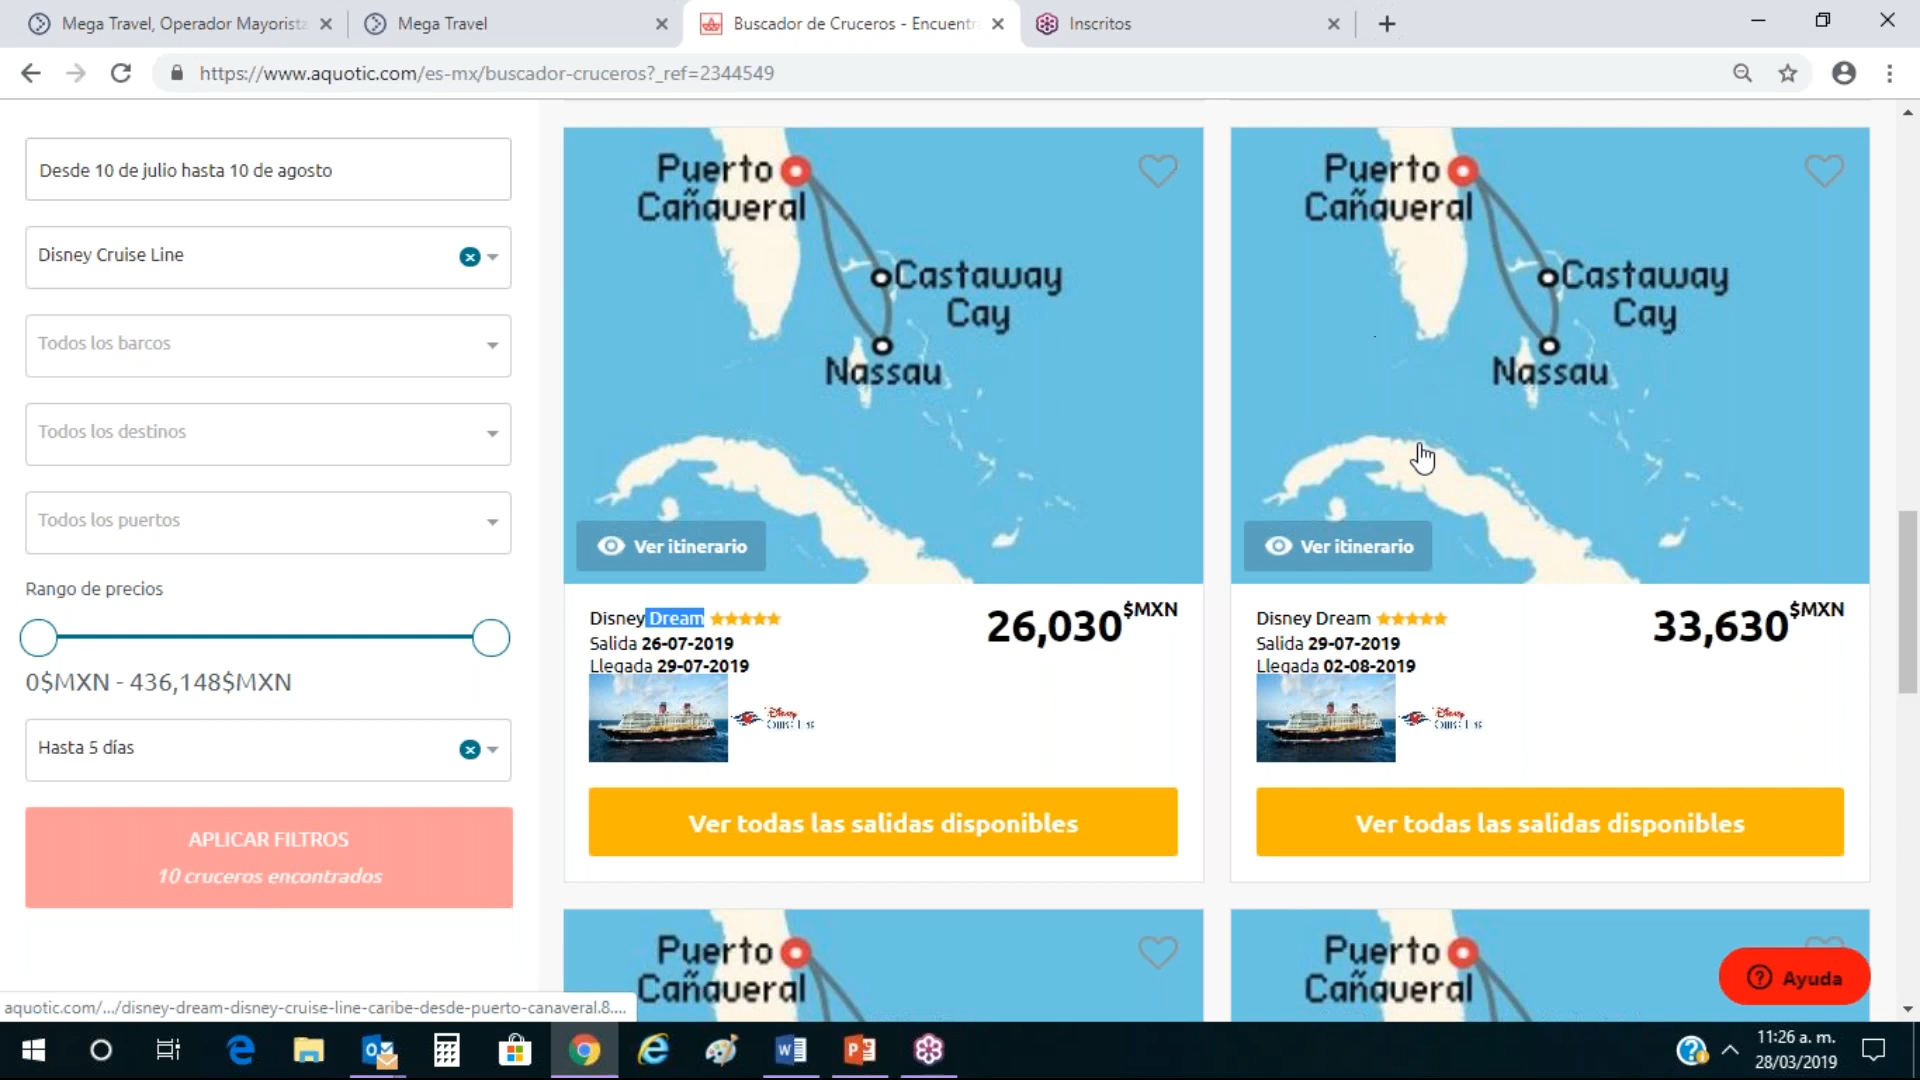 Mega Travel, Operador Mayorista
Mega Travel
Buscador de Cruceros - Encuentr
Inscritos
https://www.aquotic.com/es-mx/buscador-cruceros?_ref=2344549
Desde 10 de julio hasta 10 de agosto
Disney Cruise Line
Todos los barcos
Todos los destinos
Todos los puertos
Rango de precios
0$MXN - 436,148$MXN
Hasta 5 días
APLICAR FILTROS
10 cruceros encontrados
Puerto
Cañaveral
Castaway
Cay
Nassau
Ver itinerario
Disney Dream
26,030 $MXN
Salida 26-07-2019
Llegada 29-07-2019
Disney
Ver todas las salidas disponibles
Puerto
Cañaveral
Castaway
Cay
Nassau
Ver itinerario
Disney Dream
33,630 $MXN
Salida 29-07-2019
Llegada 02-08-2019
Disney
Ver todas las salidas disponibles
Puerto
Cañaveral
Puerto
Cañaveral
Ayuda
aquotic.com/.../disney-dream-disney-cruise-line-caribe-desde-puerto-canaveral.8....
11:26 a. m.
28/03/2019